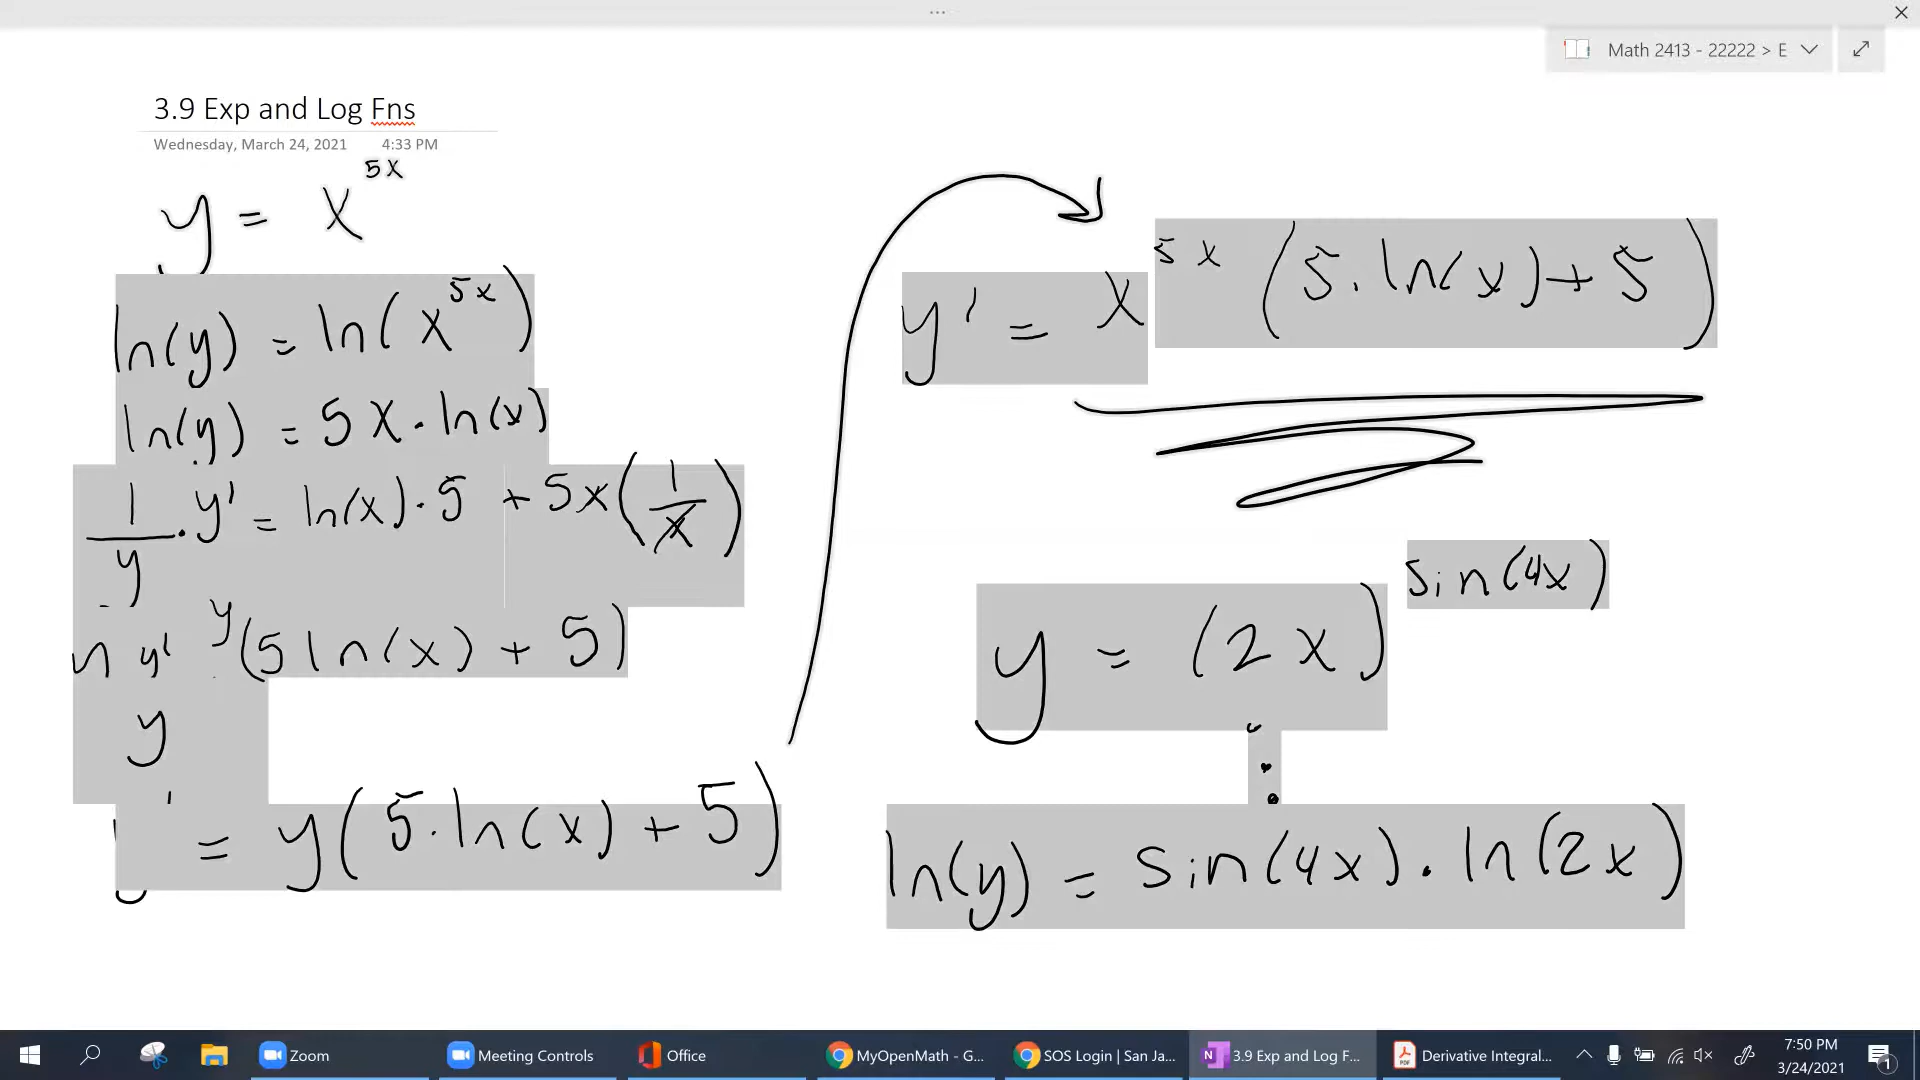 Math 2413 - 22222 > E
3.9 Exp and Log Fns
Wednesday, March 24, 2021 4:33 PM
y = x^5x
ln(y) = ln(x^5x)
ln(y) = 5x · ln(x)
1/y · y' = ln(x) · 5 + 5x(1/x)
y' y(5 ln(x) + 5)
y
y' = y(5 · ln(x) + 5)
y' = x^5x (5 · ln(x) + 5)
y = (2x)^sin(4x)
ln(y) = sin(4x) · ln(2x)
Zoom
Meeting Controls
Office
MyOpenMath - G...
SOS Login | San Ja...
3.9 Exp and Log F...
Derivative Integral...
7:50 PM
3/24/2021
1